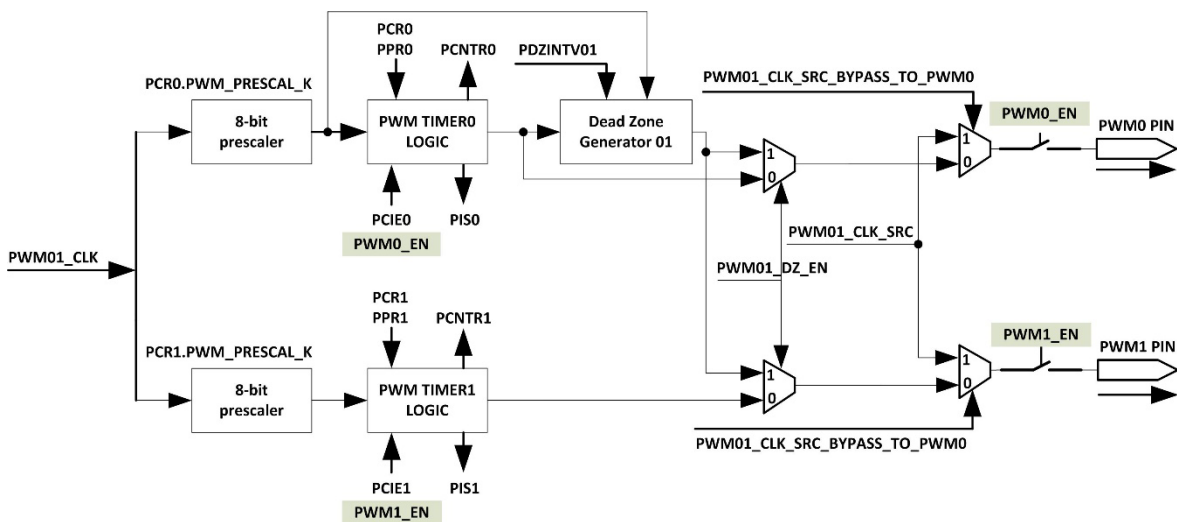 PCR0
PPR0
PCNTR0
PDZINTV01
PCR0.PWM_PRESCAL_K
PWM01_CLK_SRC_BYPASS_TO_PWM0
8-bit
prescaler
PWM TIMER0
LOGIC
Dead Zone
Generator 01
1
0
1
0
PWM0_EN
PWM0 PIN
PCIE0
PIS0
PWM0_EN
PWM01_CLK
PWM01_CLK_SRC
PWM01_DZ_EN
PCR1
PPR1
PCNTR1
PCR1.PWM_PRESCAL_K
8-bit
prescaler
PWM TIMER1
LOGIC
1
0
1
0
PWM1_EN
PWM1 PIN
PWM01_CLK_SRC_BYPASS_TO_PWM0
PCIE1
PIS1
PWM1_EN